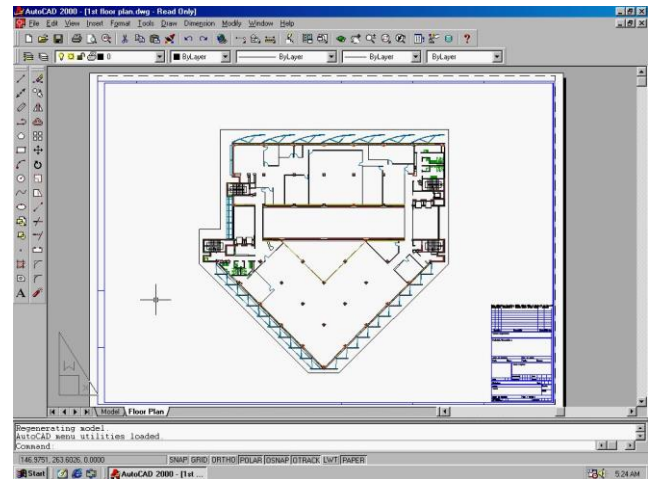 AutoCAD 2000 - [1st floor plan.dwg - Read Only]
File Edit View Insert Format Tools Draw Dimension Modify Window Help
0 ByLayer ByLayer ByLayer ByLayer
A
W
Model Floor Plan
Regenerating model.
AutoCAD menu utilities loaded.
Command:
146.9751, 263.6026, 0.0000 SNAP GRID ORTHO POLAR OSNAP OTRACK LWT PAPER
Start AutoCAD 2000 - [1st ... 5:24 AM